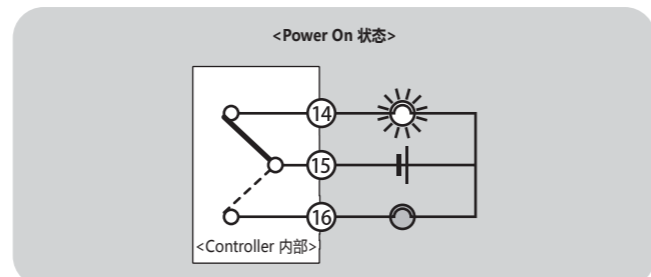 <Power On 状态>
14
15
16
<Controller 内部>